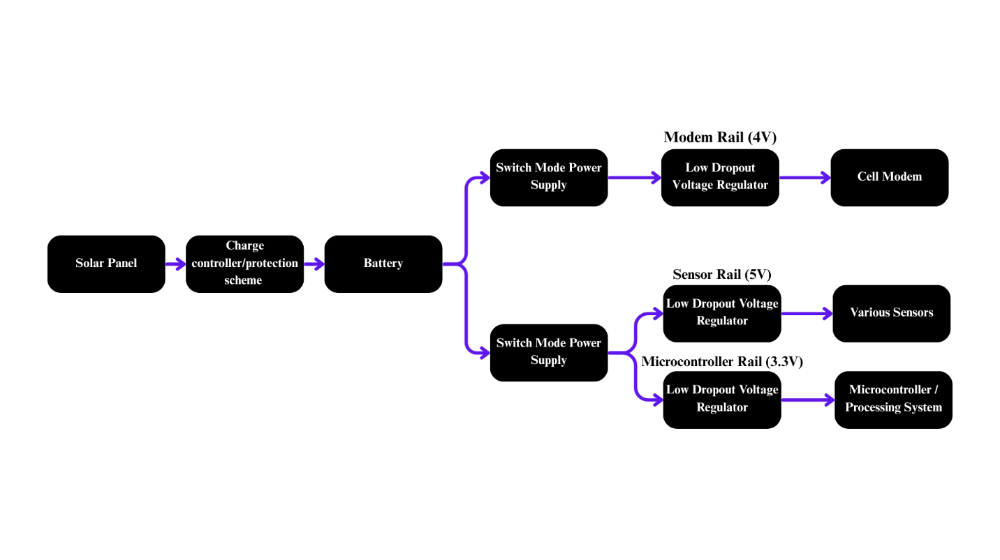 Modem Rail (4V)
Switch Mode Power
Supply
Low Dropout
Voltage Regulator
Cell Modem
Solar Panel
Charge
controller/protection
scheme
Battery
Sensor Rail (5V)
Low Dropout Voltage
Regulator
Various Sensors
Switch Mode Power
Supply
Microcontroller Rail (3.3V)
Low Dropout Voltage
Regulator
Microcontroller /
Processing System